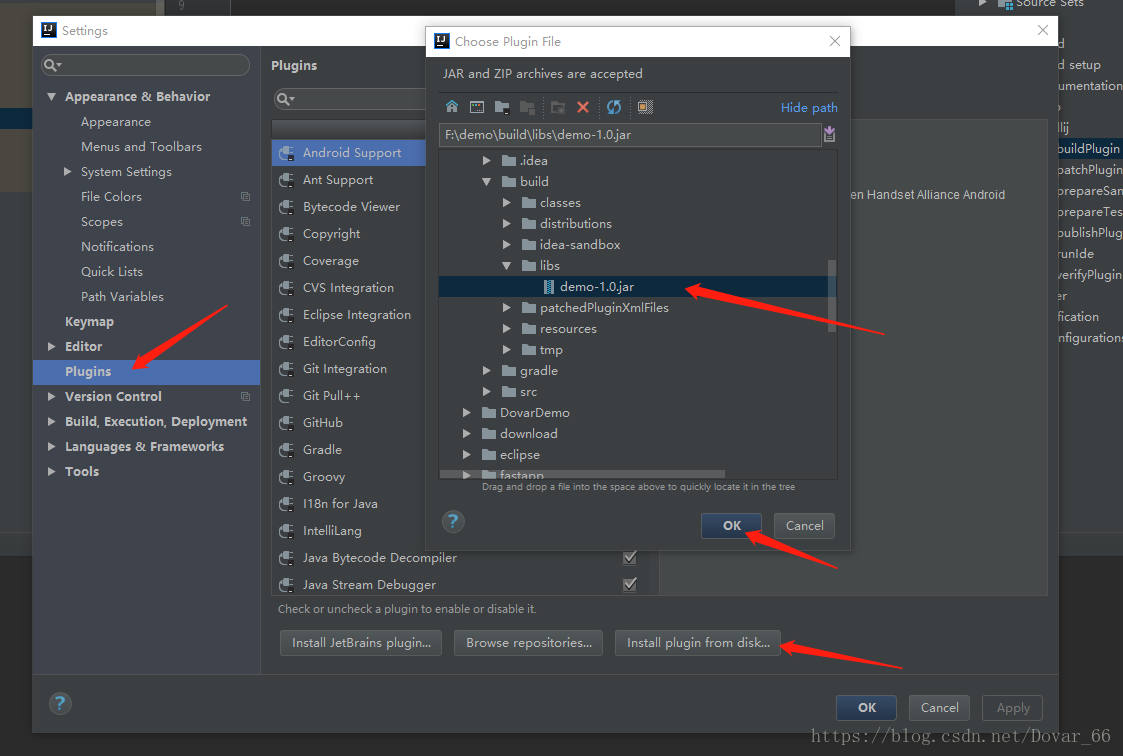 9
Source Sets
Settings
Appearance & Behavior
Appearance
Menus and Toolbars
System Settings
File Colors
Scopes
Notifications
Quick Lists
Path Variables
Keymap
Editor
Plugins
Version Control
Build, Execution, Deployment
Languages & Frameworks
Tools
Plugins
Android Support
Ant Support
Bytecode Viewer
Copyright
Coverage
CVS Integration
Eclipse Integration
EditorConfig
Git Integration
Git Pull++
GitHub
Gradle
Groovy
I18n for Java
IntelliLang
Java Bytecode Decompiler
Java Stream Debugger
Check or uncheck a plugin to enable or disable it.
Install JetBrains plugin...
Browse repositories...
Install plugin from disk...
?
OK
Cancel
Apply
Choose Plugin File
JAR and ZIP archives are accepted
Hide path
F:\demo\build\libs\demo-1.0.jar
.idea
build
classes
distributions
idea-sandbox
libs
demo-1.0.jar
patchedPluginXmlFiles
resources
tmp
gradle
src
DovarDemo
download
eclipse
fastapp
Drag and drop a file into the space above to quickly locate it in the tree
?
OK
Cancel
en Handset Alliance Android
d
d setup
umentation
lij
buildPlugin
patchPlugin
prepareSan
prepareTes
publishPlug
runIde
verifyPlugin
er
fication
nfigurations
https://blog.csdn.net/Dovar_66